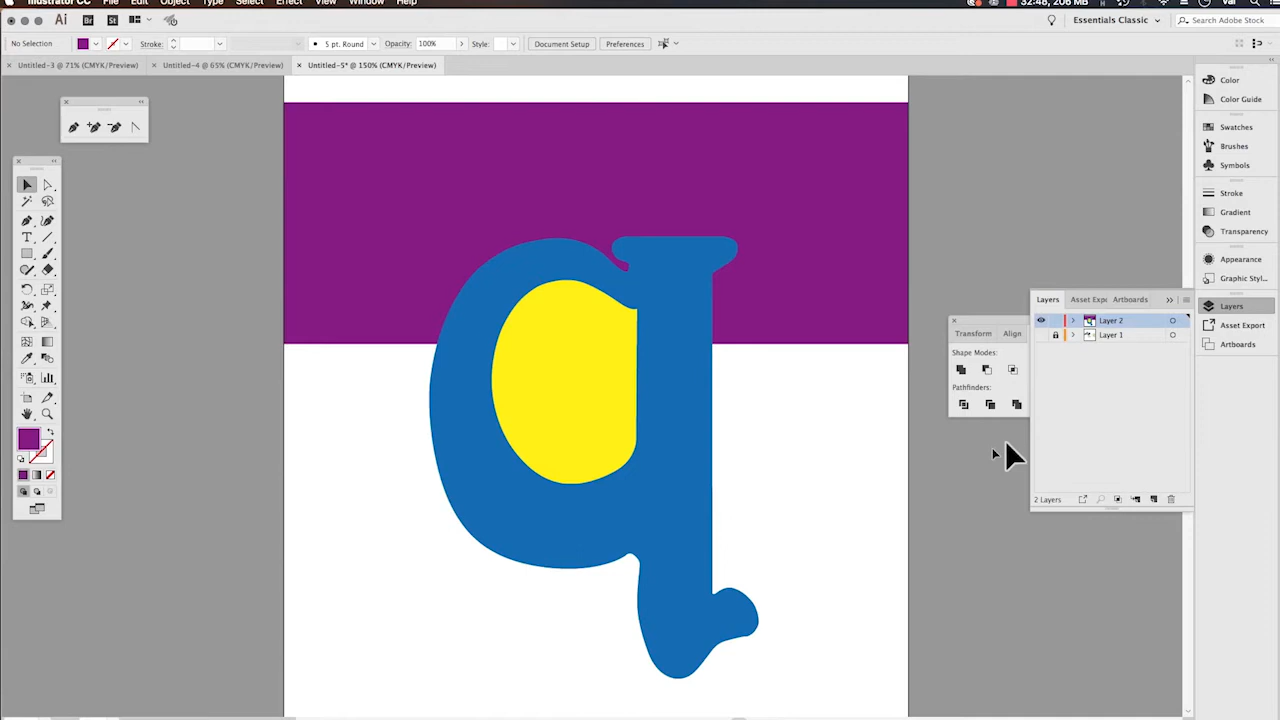 Illustrator CC File Edit Object Type Select Effect View Window Help
32:48, 206 MB Val
Ai Br St Essentials Classic Search Adobe Stock
No Selection Stroke: 5 pt. Round Opacity: 100% Style: Document Setup Preferences
Untitled-3 @ 71% (CMYK/Preview) Untitled-4 @ 65% (CMYK/Preview) Untitled-5* @ 150% (CMYK/Preview)
Color
Color Guide
Swatches
Brushes
Symbols
Stroke
Gradient
Transparency
Appearance
Graphic Styl...
Layers
Asset Export
Artboards
Layers Asset Expo Artboards
Layer 2
Layer 1
2 Layers
Transform Align
Shape Modes:
Pathfinders:
q